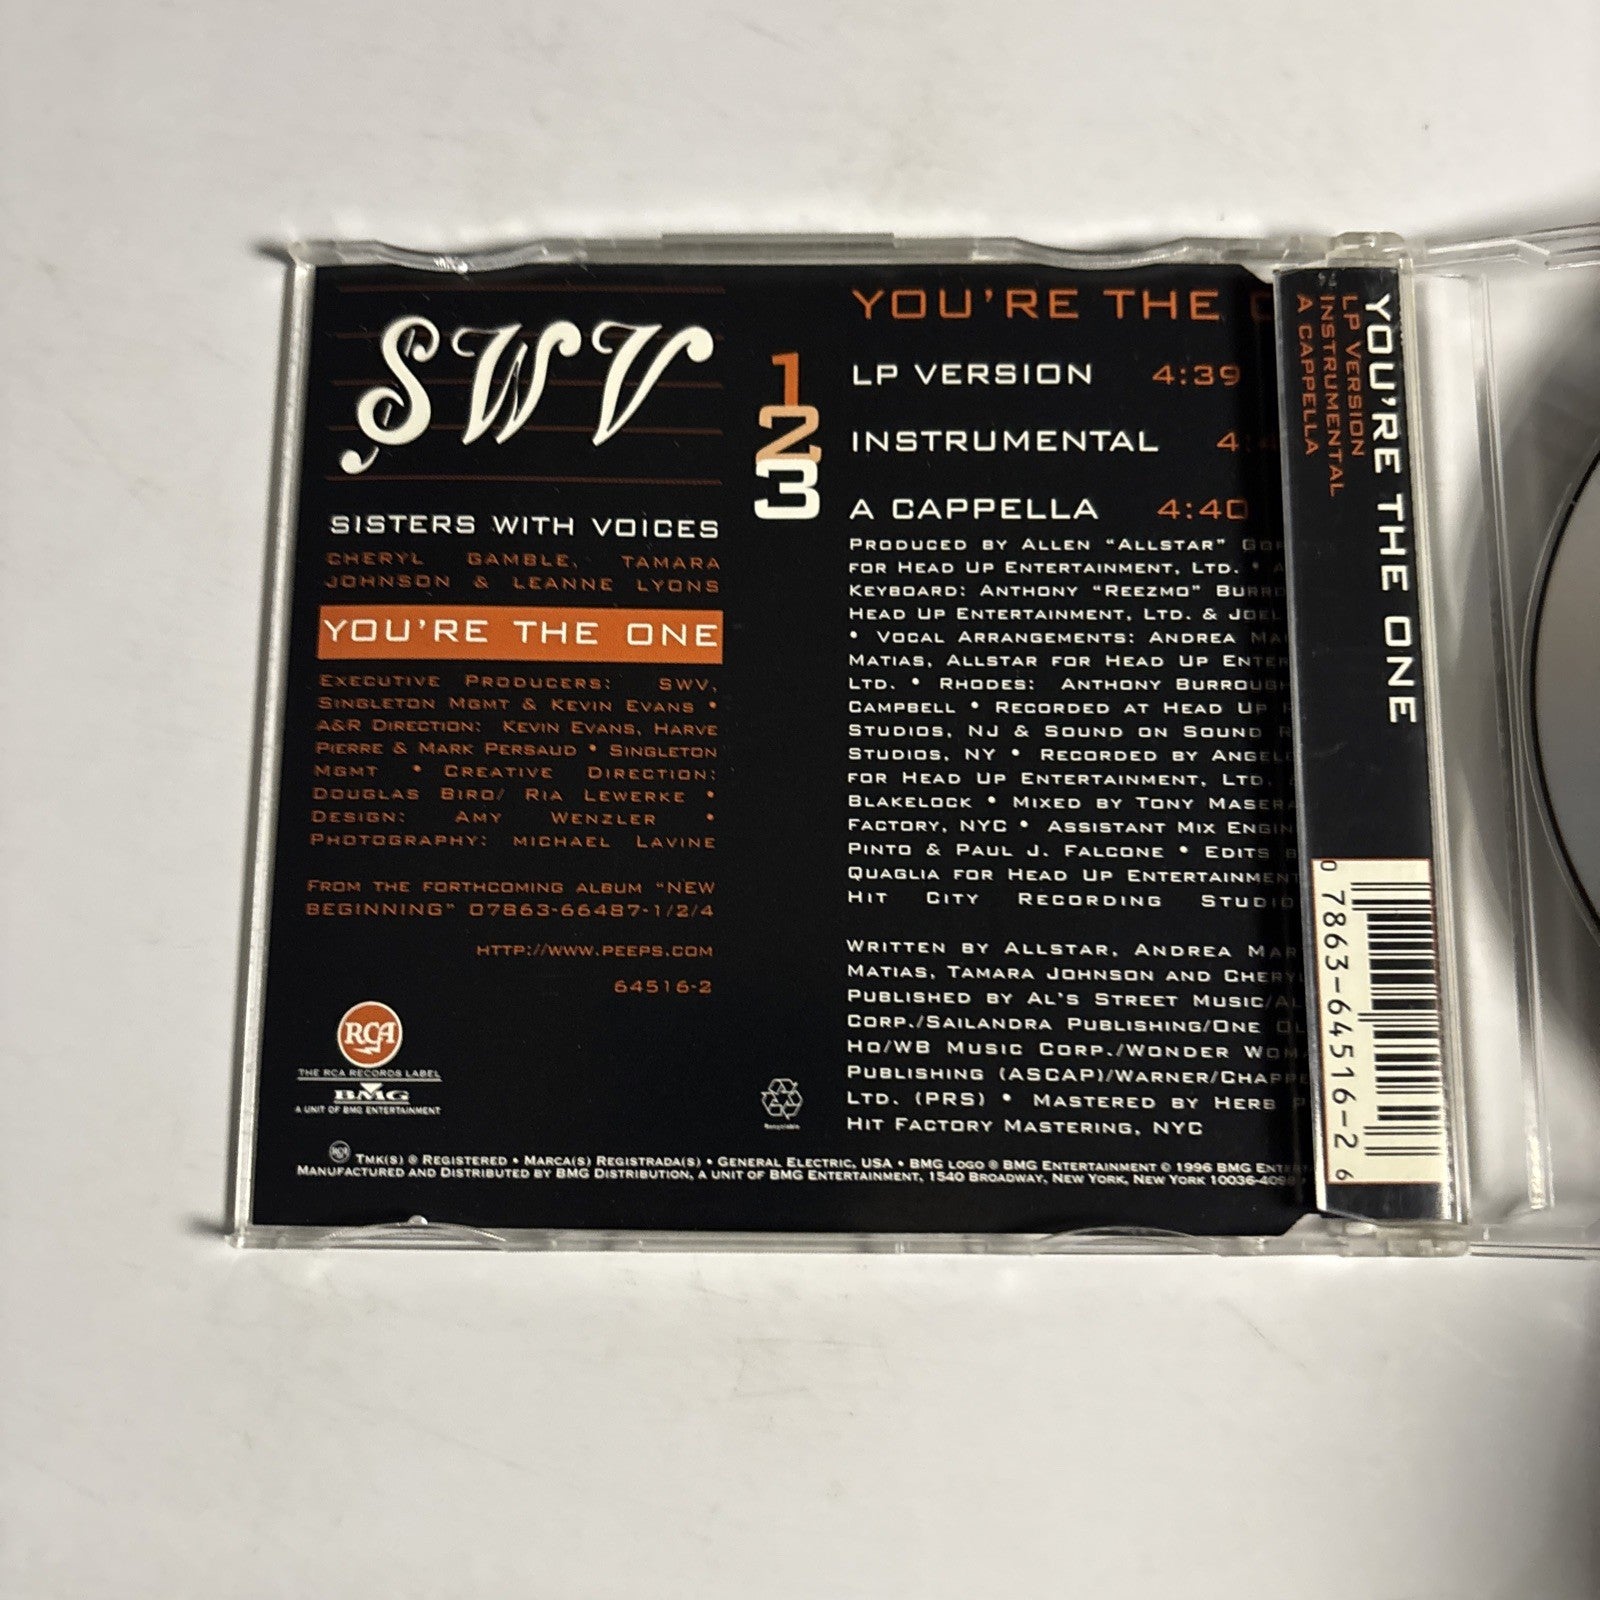 SWV
SISTERS WITH VOICES
CHERYL GAMBLE, TAMARA
JOHNSON & LEANNE LYONS
YOU'RE THE ONE
EXECUTIVE PRODUCERS: SWV,
SINGLETON MGMT & KEVIN EVANS •
A&R DIRECTION: KEVIN EVANS, HARVE
PIERRE & MARK PERSAUD • SINGLETON
MGMT • CREATIVE DIRECTION:
DOUGLAS BIRO/ RIA LEWERKE •
DESIGN: AMY WENZLER •
PHOTOGRAPHY: MICHAEL LAVINE
FROM THE FORTHCOMING ALBUM "NEW
BEGINNING" 07863-66487-1/2/4
HTTP://WWW.PEEPS.COM
64516-2
RCA
THE RCA RECORDS LABEL
BMG
A UNIT OF BMG ENTERTAINMENT
YOU'RE THE
1 LP VERSION 4:39
2 INSTRUMENTAL
3 A CAPPELLA 4:40
PRODUCED BY ALLEN "ALLSTAR"
FOR HEAD UP ENTERTAINMENT, LTD. •
KEYBOARD: ANTHONY "REEZMO"
HEAD UP ENTERTAINMENT, LTD. & JOEL
• VOCAL ARRANGEMENTS: ANDREA
MATIAS, ALLSTAR FOR HEAD UP
LTD. • RHODES: ANTHONY
CAMPBELL • RECORDED AT HEAD UP
STUDIOS, NJ & SOUND ON SOUND
STUDIOS, NY • RECORDED BY
FOR HEAD UP ENTERTAINMENT, LTD.
BLAKELOCK • MIXED BY TONY
FACTORY, NYC • ASSISTANT MIX
PINTO & PAUL J. FALCONE • EDITS
QUAGLIA FOR HEAD UP
HIT CITY RECORDING
WRITTEN BY ALLSTAR, ANDREA
MATIAS, TAMARA JOHNSON AND
PUBLISHED BY AL'S STREET MUSIC/
CORP./SAILANDRA PUBLISHING/ONE
HO/WB MUSIC CORP./WONDER
PUBLISHING (ASCAP)/WARNER/
LTD. (PRS) • MASTERED BY HERB
HIT FACTORY MASTERING, NYC
Recyclable
RCA TMK(S) ® REGISTERED • MARCA(S) REGISTRADA(S) • GENERAL ELECTRIC, USA • BMG LOGO ® BMG ENTERTAINMENT © 1996 BMG
MANUFACTURED AND DISTRIBUTED BY BMG DISTRIBUTION, A UNIT OF BMG ENTERTAINMENT, 1540 BROADWAY, NEW YORK, NEW YORK 10036-
YOU'RE THE ONE
LP VERSION
INSTRUMENTAL
A CAPPELLA
0 7863-64516-2 6